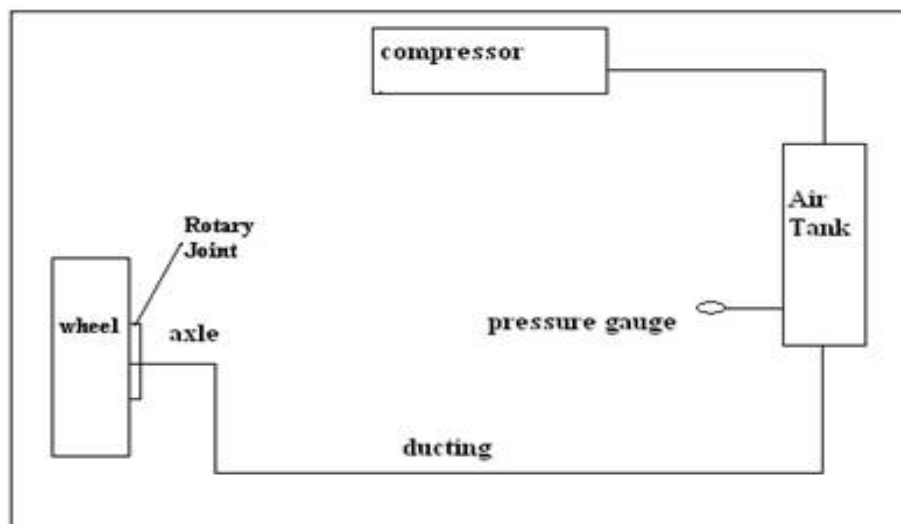 compressor
Air
Tank
Rotary
Joint
wheel
axle
pressure gauge
ducting